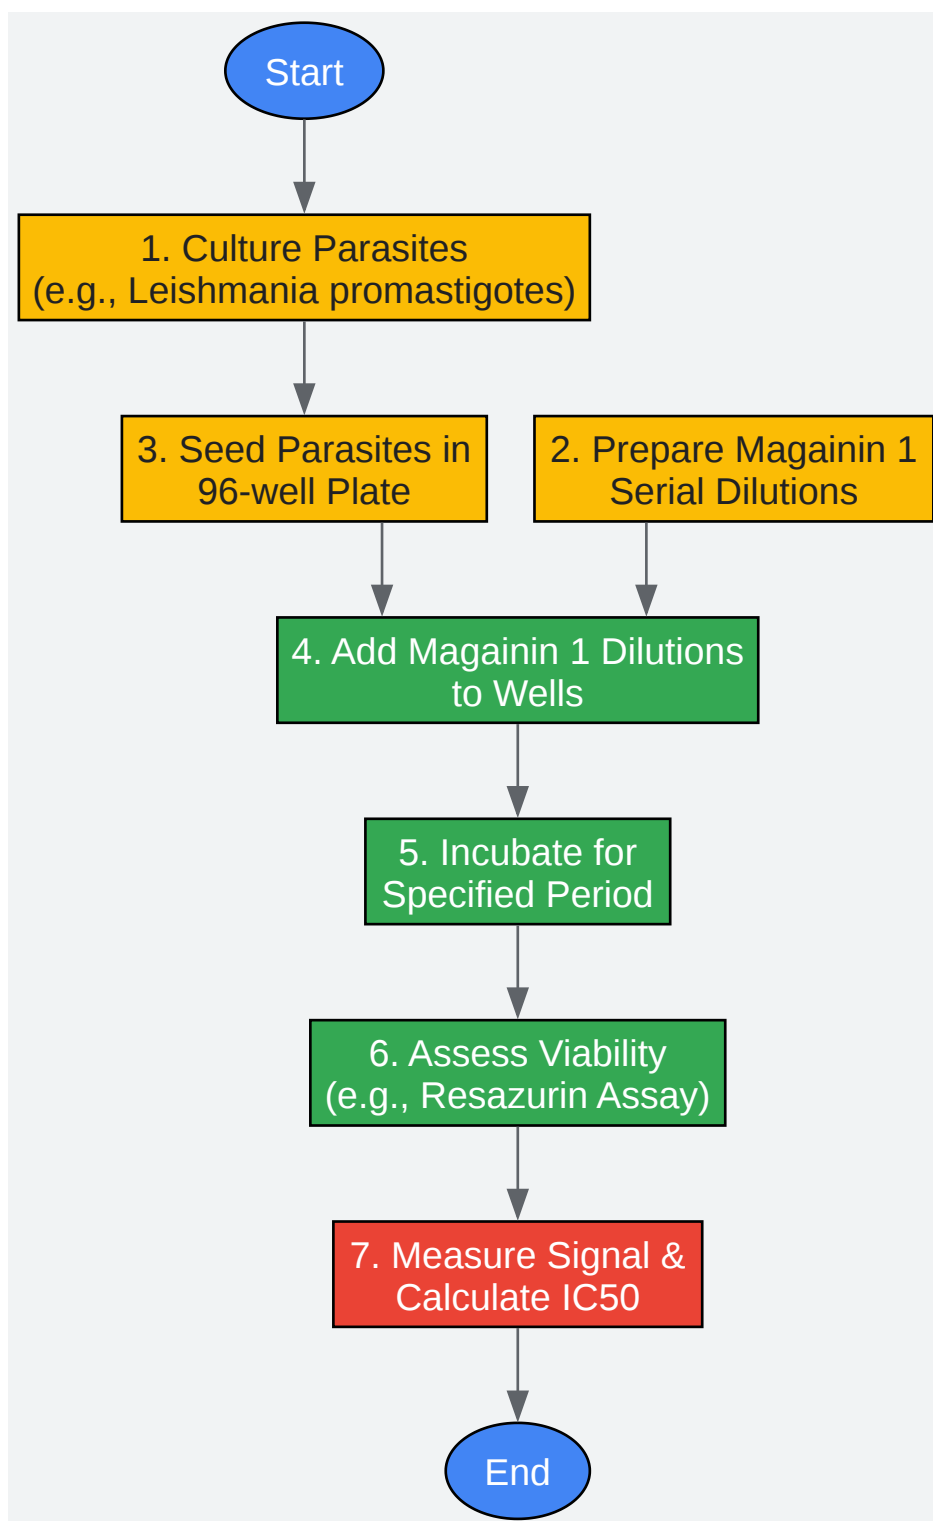 Start
1. Culture Parasites
(e.g., Leishmania promastigotes)
3. Seed Parasites in
96-well Plate
2. Prepare Magainin 1
Serial Dilutions
4. Add Magainin 1 Dilutions
to Wells
5. Incubate for
Specified Period
6. Assess Viability
(e.g., Resazurin Assay)
7. Measure Signal &
Calculate IC50
End